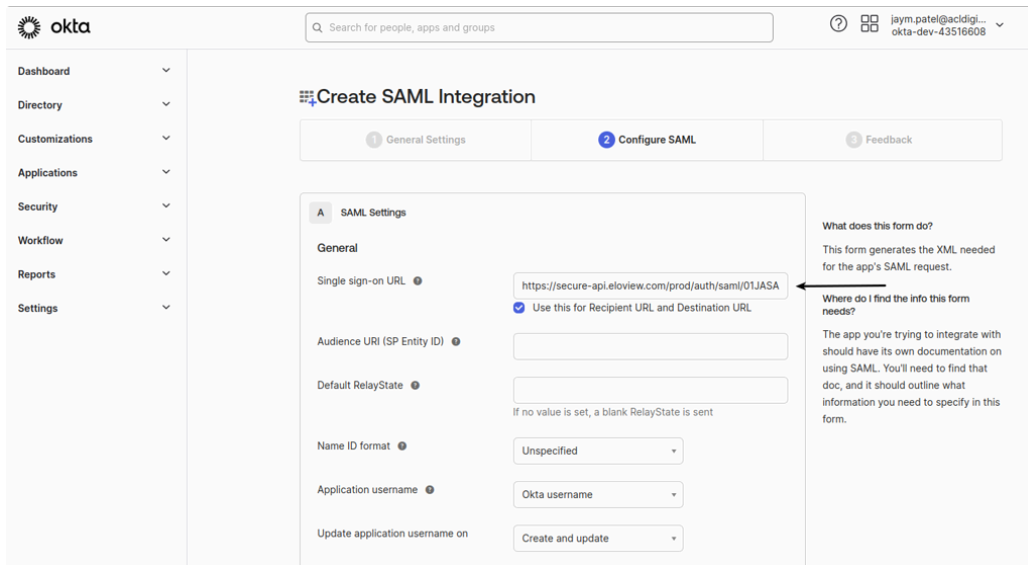 okta
Search for people, apps and groups
jaym.patel@acldigi...
okta-dev-43516608
Dashboard
Directory
Customizations
Applications
Security
Workflow
Reports
Settings
Create SAML Integration
1 General Settings
2 Configure SAML
3 Feedback
A SAML Settings
General
Single sign-on URL
https://secure-api.eloview.com/prod/auth/saml/01JASA
Use this for Recipient URL and Destination URL
Audience URI (SP Entity ID)
Default RelayState
If no value is set, a blank RelayState is sent
Name ID format
Unspecified
Application username
Okta username
Update application username on
Create and update
What does this form do?
This form generates the XML needed
for the app's SAML request.
Where do I find the info this form
needs?
The app you're trying to integrate with
should have its own documentation on
using SAML. You'll need to find that
doc, and it should outline what
information you need to specify in this
form.